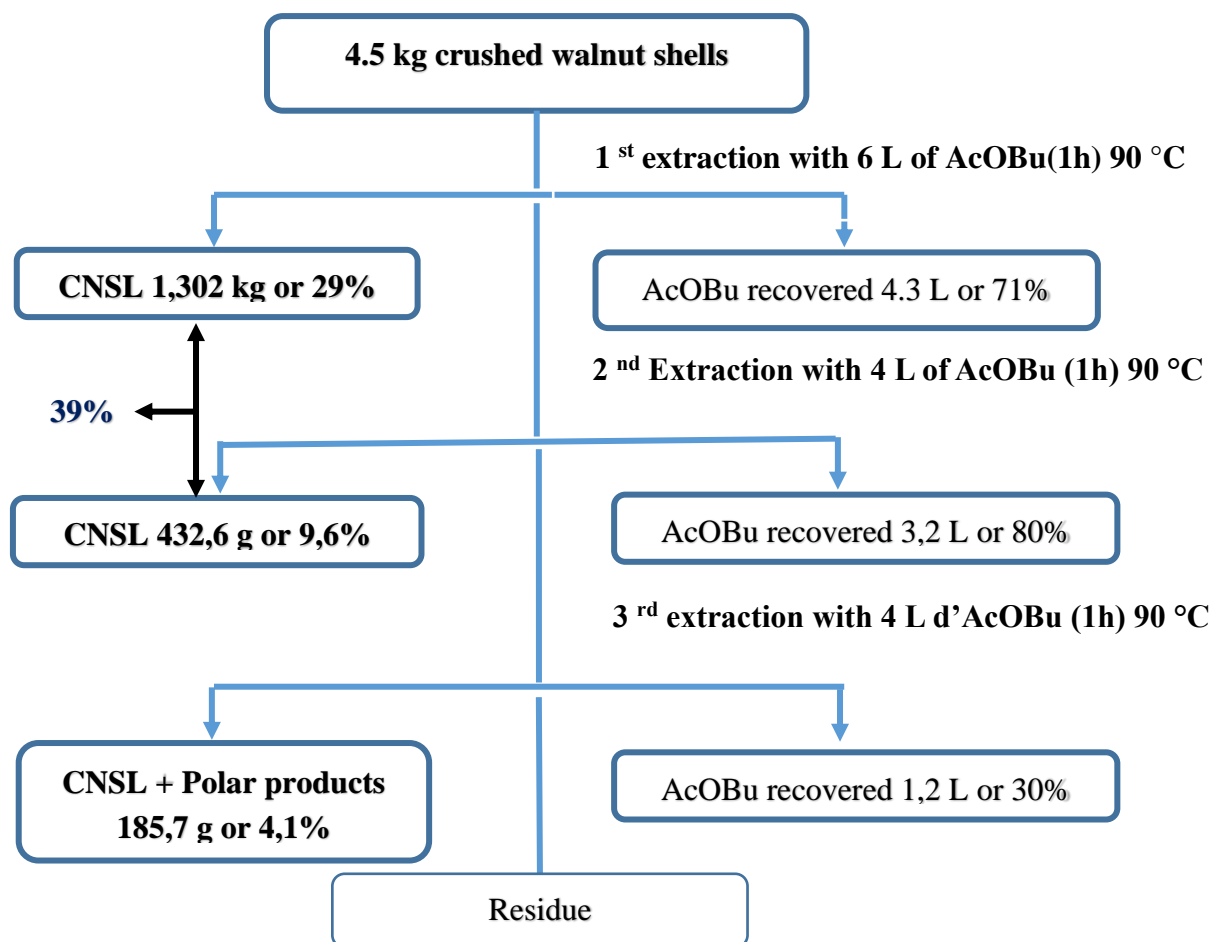 4.5 kg crushed walnut shells
1 st extraction with 6 L of AcOBu(1h) 90 °C
CNSL 1,302 kg or 29%
AcOBu recovered 4.3 L or 71%
2 nd Extraction with 4 L of AcOBu (1h) 90 °C
39%
CNSL 432,6 g or 9,6%
AcOBu recovered 3,2 L or 80%
3 rd extraction with 4 L d’AcOBu (1h) 90 °C
CNSL + Polar products
185,7 g or 4,1%
AcOBu recovered 1,2 L or 30%
Residue